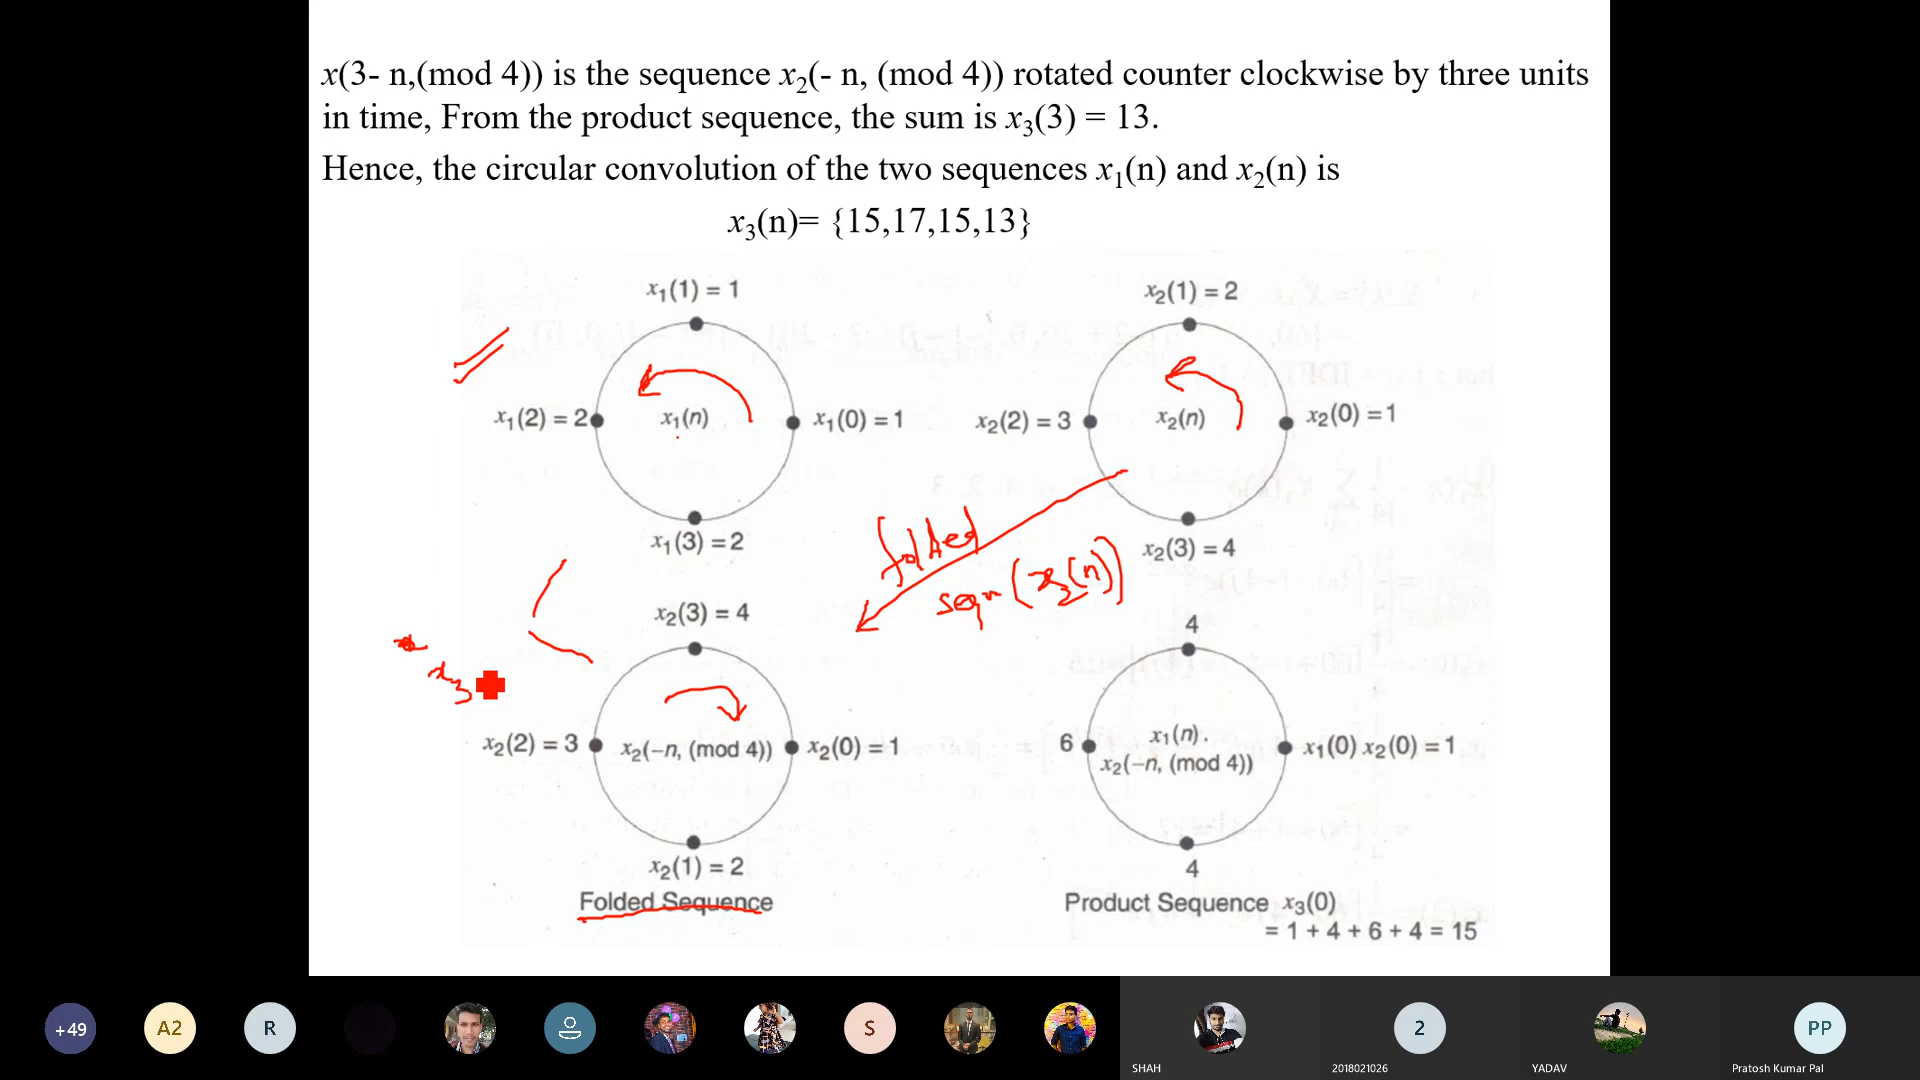 x(3- n,(mod 4)) is the sequence x₂(- n, (mod 4)) rotated counter clockwise by three units
in time, From the product sequence, the sum is x₃(3) = 13.
Hence, the circular convolution of the two sequences x₁(n) and x₂(n) is
x₃(n)= {15,17,15,13}
x₁(1) = 1
x₂(1) = 2
x₁(2) = 2
x₁(n)
x₁(0) = 1
x₂(2) = 3
x₂(n)
x₂(0) = 1
x₁(3) = 2
x₂(3) = 4
folded
seqn (x₂(n))
x₂(3) = 4
4
x₃
x₂(2) = 3
x₂(−n, (mod 4))
x₂(0) = 1
6
x₁(n).
x₂(−n, (mod 4))
x₁(0) x₂(0) = 1
x₂(1) = 2
4
Folded Sequence
Product Sequence x₃(0)
= 1 + 4 + 6 + 4 = 15
+49
A2
R
S
2
PP
SHAH
2018021026
YADAV
Pratosh Kumar Pal